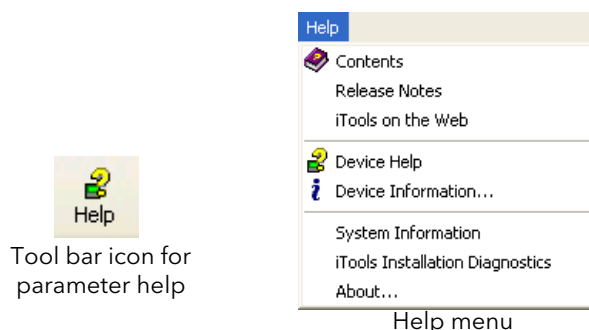 Help
Tool bar icon for
parameter help
Help
Contents
Release Notes
iTools on the Web
Device Help
Device Information...
System Information
iTools Installation Diagnostics
About...
Help menu